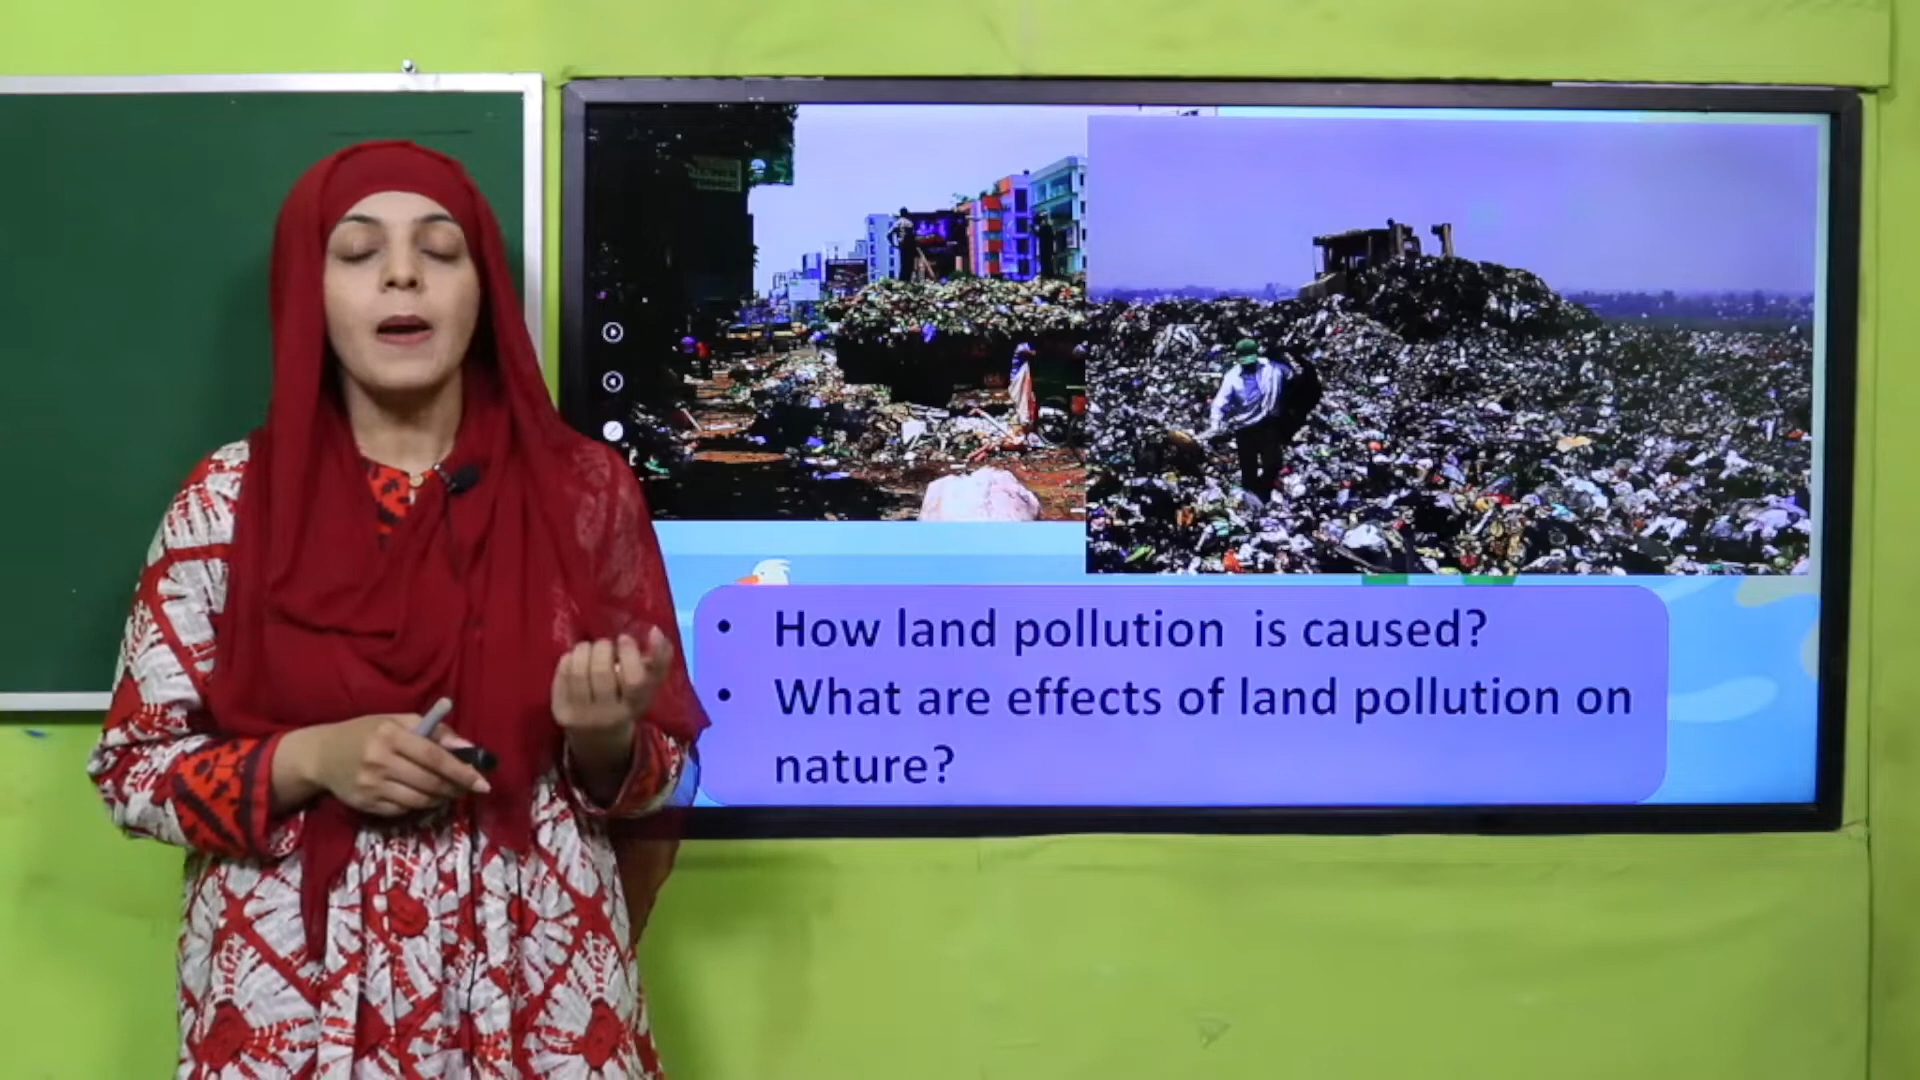 • How land pollution is caused?
• What are effects of land pollution on
nature?